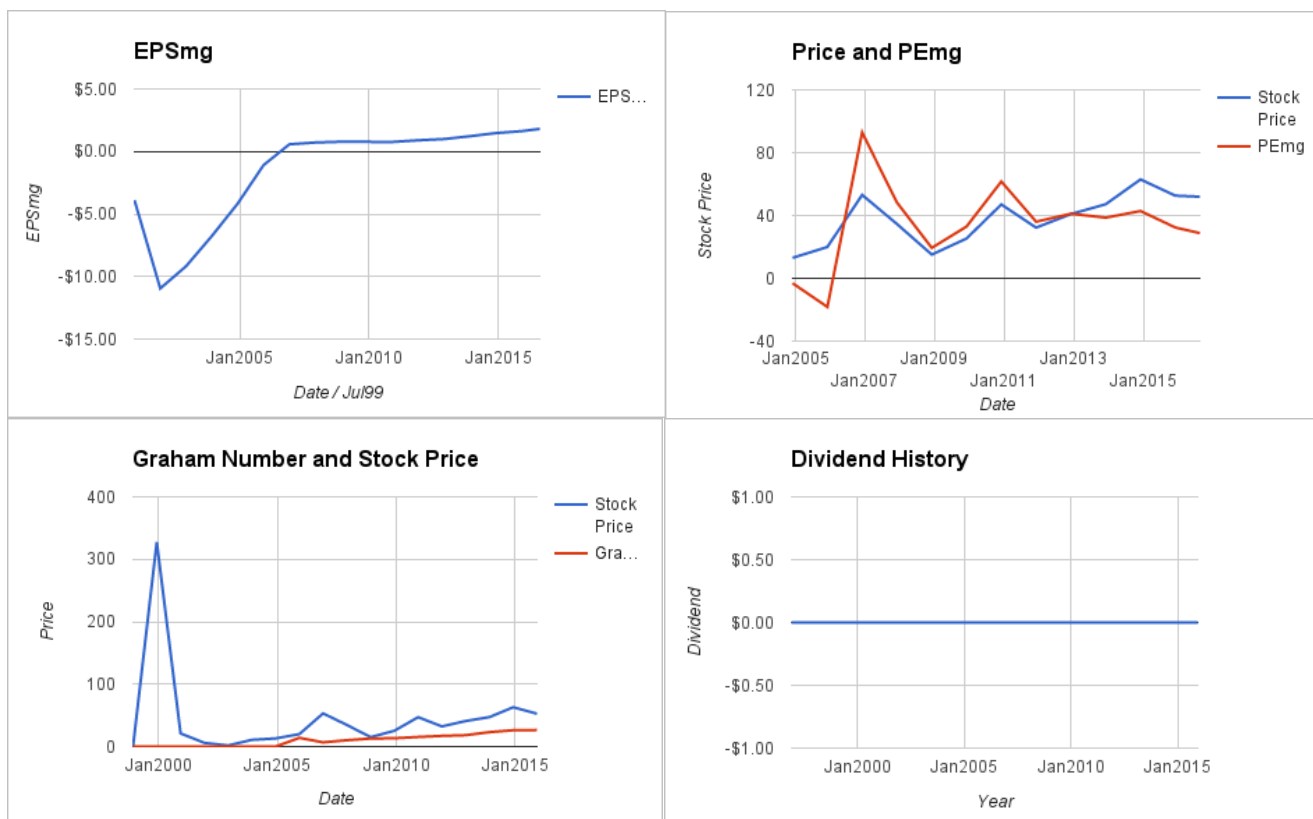 EPSmg
$5.00
$0.00
-$5.00
-$10.00
-$15.00
EPSmg
EPS...
Jan2005
Jan2010
Jan2015
Date / Jul99
Price and PEmg
120
80
40
0
-40
Stock Price
Stock
Price
PEmg
Jan2005
Jan2007
Jan2009
Jan2011
Jan2013
Jan2015
Date
Graham Number and Stock Price
400
300
200
100
0
Price
Stock
Price
Gra...
Jan2000
Jan2005
Jan2010
Jan2015
Date
Dividend History
$1.00
$0.50
$0.00
-$0.50
-$1.00
Dividend
Jan2000
Jan2005
Jan2010
Jan2015
Year